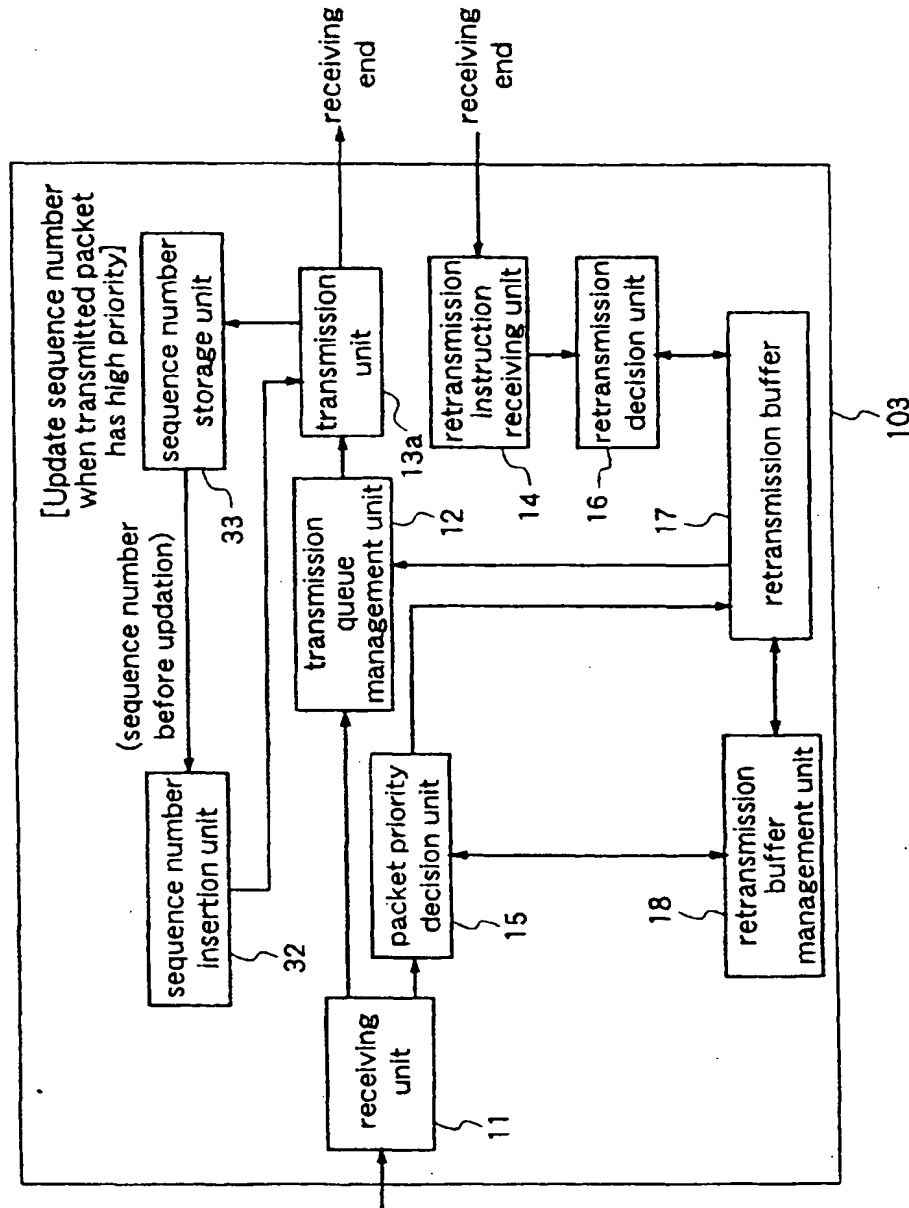 [Update sequence number
when transmitted packet
has high priority]
(sequence number
before updation)
sequence number
insertion unit
32
sequence number
storage unit
33
receiving
unit
11
transmission
queue
management unit
12
transmission
unit
13a
receiving
end
packet priority
decision unit
15
retransmission
instruction
receiving unit
14
receiving
end
retransmission
decision unit
16
retransmission
buffer
management unit
18
retransmission buffer
17
103